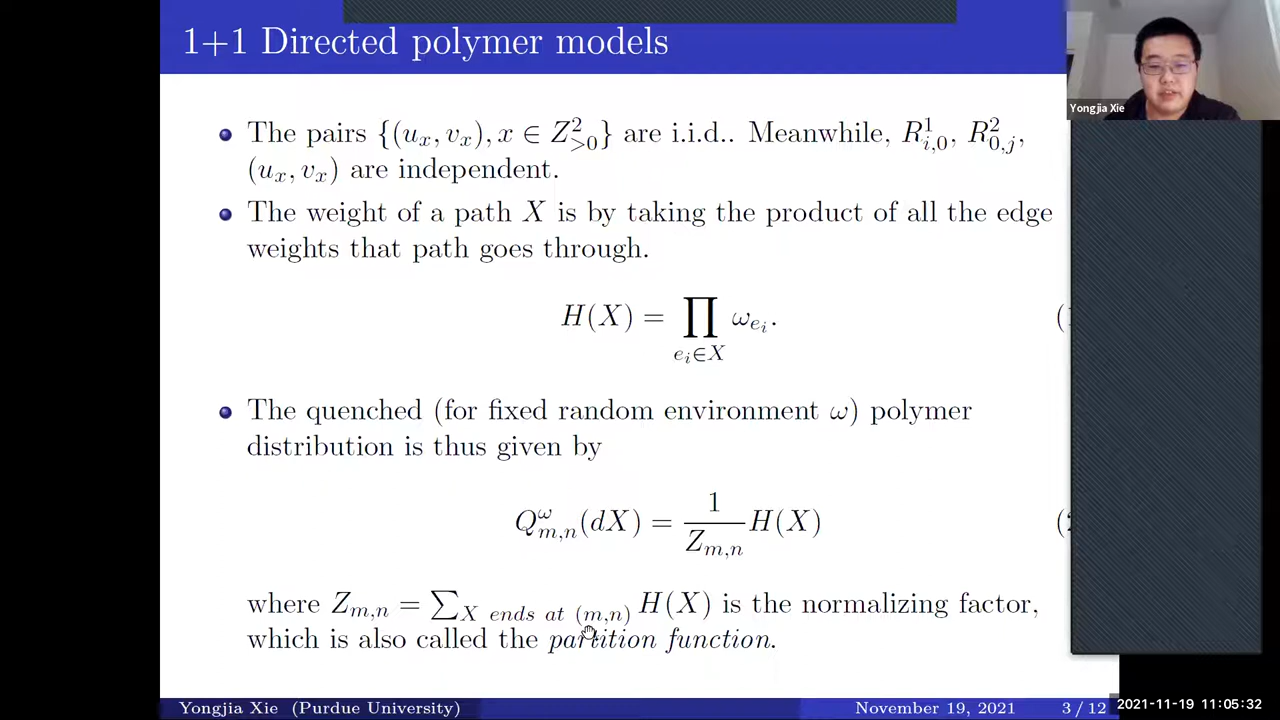 1+1 Directed polymer models
Yongjia Xie
The pairs {(u_x, v_x), x ∈ Z^2_{>0}} are i.i.d.. Meanwhile, R^1_{i,0}, R^2_{0,j},
(u_x, v_x) are independent.
The weight of a path X is by taking the product of all the edge
weights that path goes through.
H(X) = ∏_{e_i∈X} ω_{e_i}.
The quenched (for fixed random environment ω) polymer
distribution is thus given by
Q^ω_{m,n}(dX) = \frac{1}{Z_{m,n}} H(X)
where Z_{m,n} = ∑_{X ends at (m,n)} H(X) is the normalizing factor,
which is also called the partition function.
Yongjia Xie (Purdue University) November 19, 2021 3 / 12
2021-11-19 11:05:32